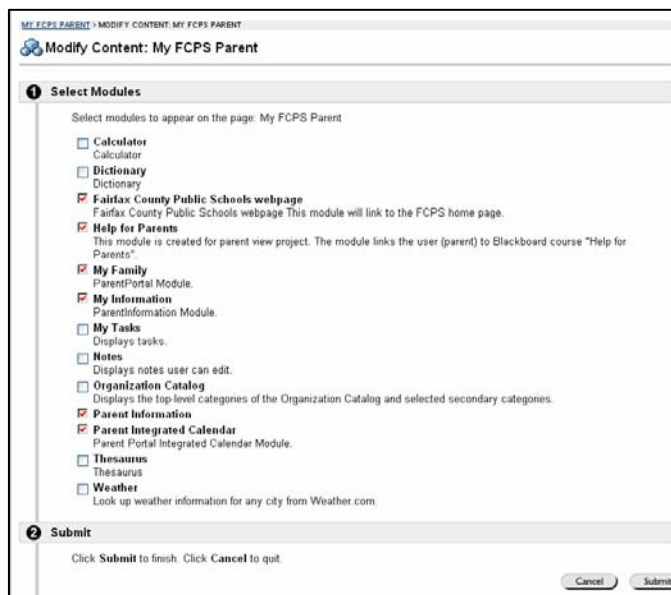 MY FCPS PARENT > MODIFY CONTENT: MY FCPS PARENT
Modify Content: My FCPS Parent
1 Select Modules
Select modules to appear on the page: My FCPS Parent
Calculator
Calculator
Dictionary
Dictionary
Fairfax County Public Schools webpage
Fairfax County Public Schools webpage This module will link to the FCPS home page.
Help for Parents
This module is created for parent view project. The module links the user (parent) to Blackboard course "Help for
Parents".
My Family
ParentPortal Module.
My Information
ParentInformation Module.
My Tasks
Displays tasks.
Notes
Displays notes user can edit.
Organization Catalog
Displays the top-level categories of the Organization Catalog and selected secondary categories.
Parent Information
Parent Integrated Calendar
Parent Portal Integrated Calendar Module.
Thesaurus
Thesaurus
Weather
Look up weather information for any city from Weather.com.
2 Submit
Click Submit to finish. Click Cancel to quit.
Cancel Submit